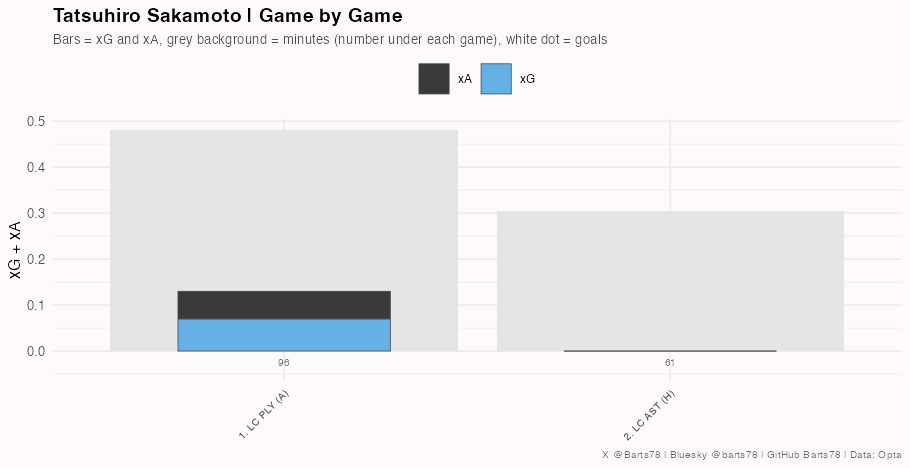 Tatsuhiro Sakamoto | Game by Game
Bars = xG and xA, grey background = minutes (number under each game), white dot = goals
xA xG
xG + xA
0.5
0.4
0.3
0.2
0.1
0.0
96 61
1. LC PLY (A) 2. LC AST (H)
X @Barts78 | Bluesky @barts78 | GitHub Barts78 | Data: Opta